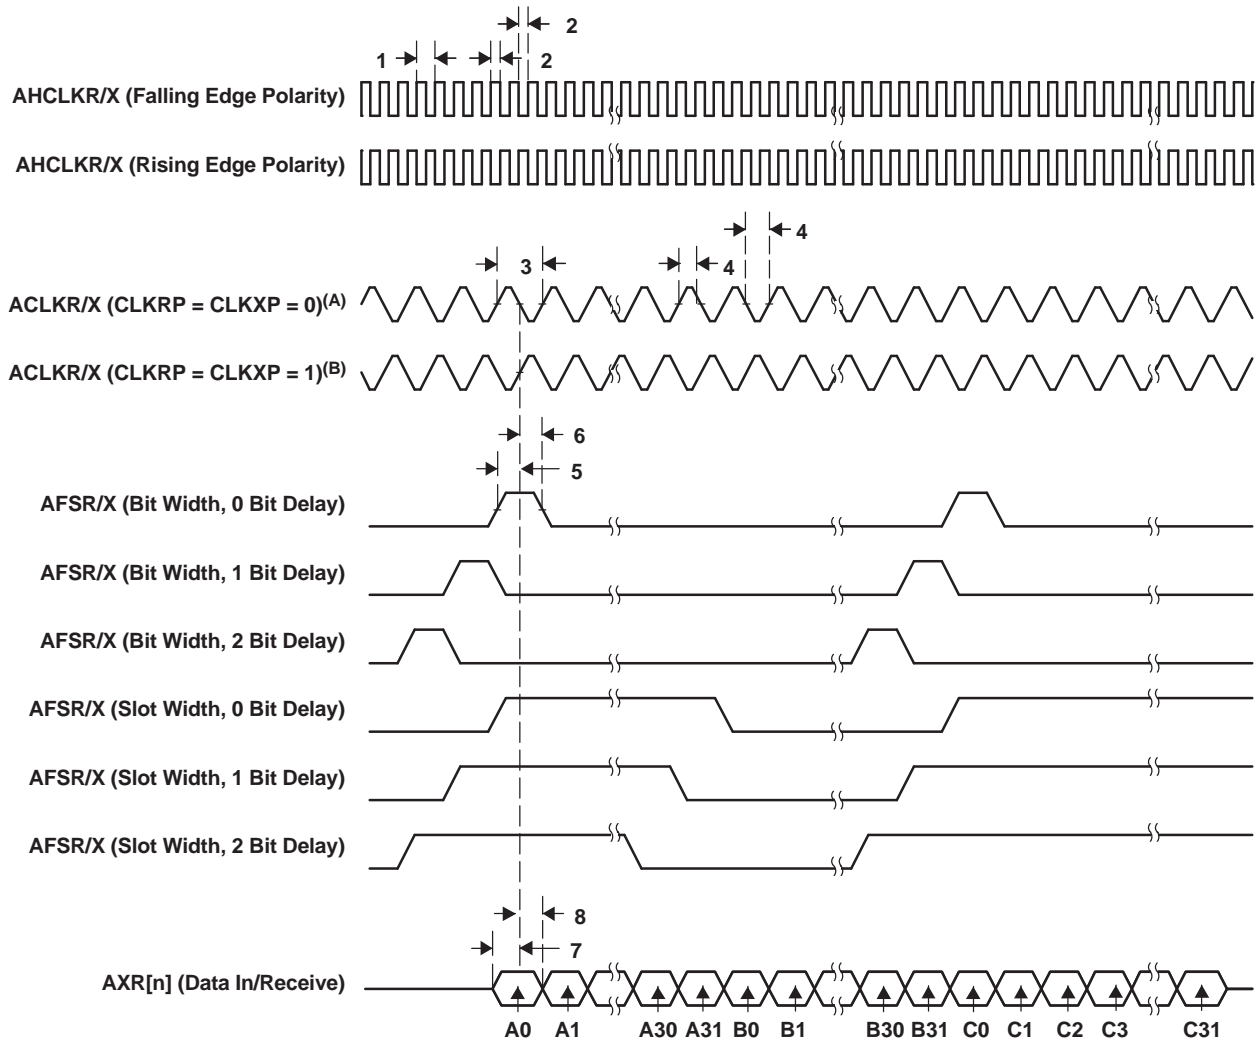 2
1 2
AHCLKR/X (Falling Edge Polarity)
AHCLKR/X (Rising Edge Polarity)
4
3 4
ACLKR/X (CLKRP = CLKXP = 0)(A)
ACLKR/X (CLKRP = CLKXP = 1)(B)
6
5
AFSR/X (Bit Width, 0 Bit Delay)
AFSR/X (Bit Width, 1 Bit Delay)
AFSR/X (Bit Width, 2 Bit Delay)
AFSR/X (Slot Width, 0 Bit Delay)
AFSR/X (Slot Width, 1 Bit Delay)
AFSR/X (Slot Width, 2 Bit Delay)
8
7
AXR[n] (Data In/Receive)
A0 A1 A30 A31 B0 B1 B30 B31 C0 C1 C2 C3 C31